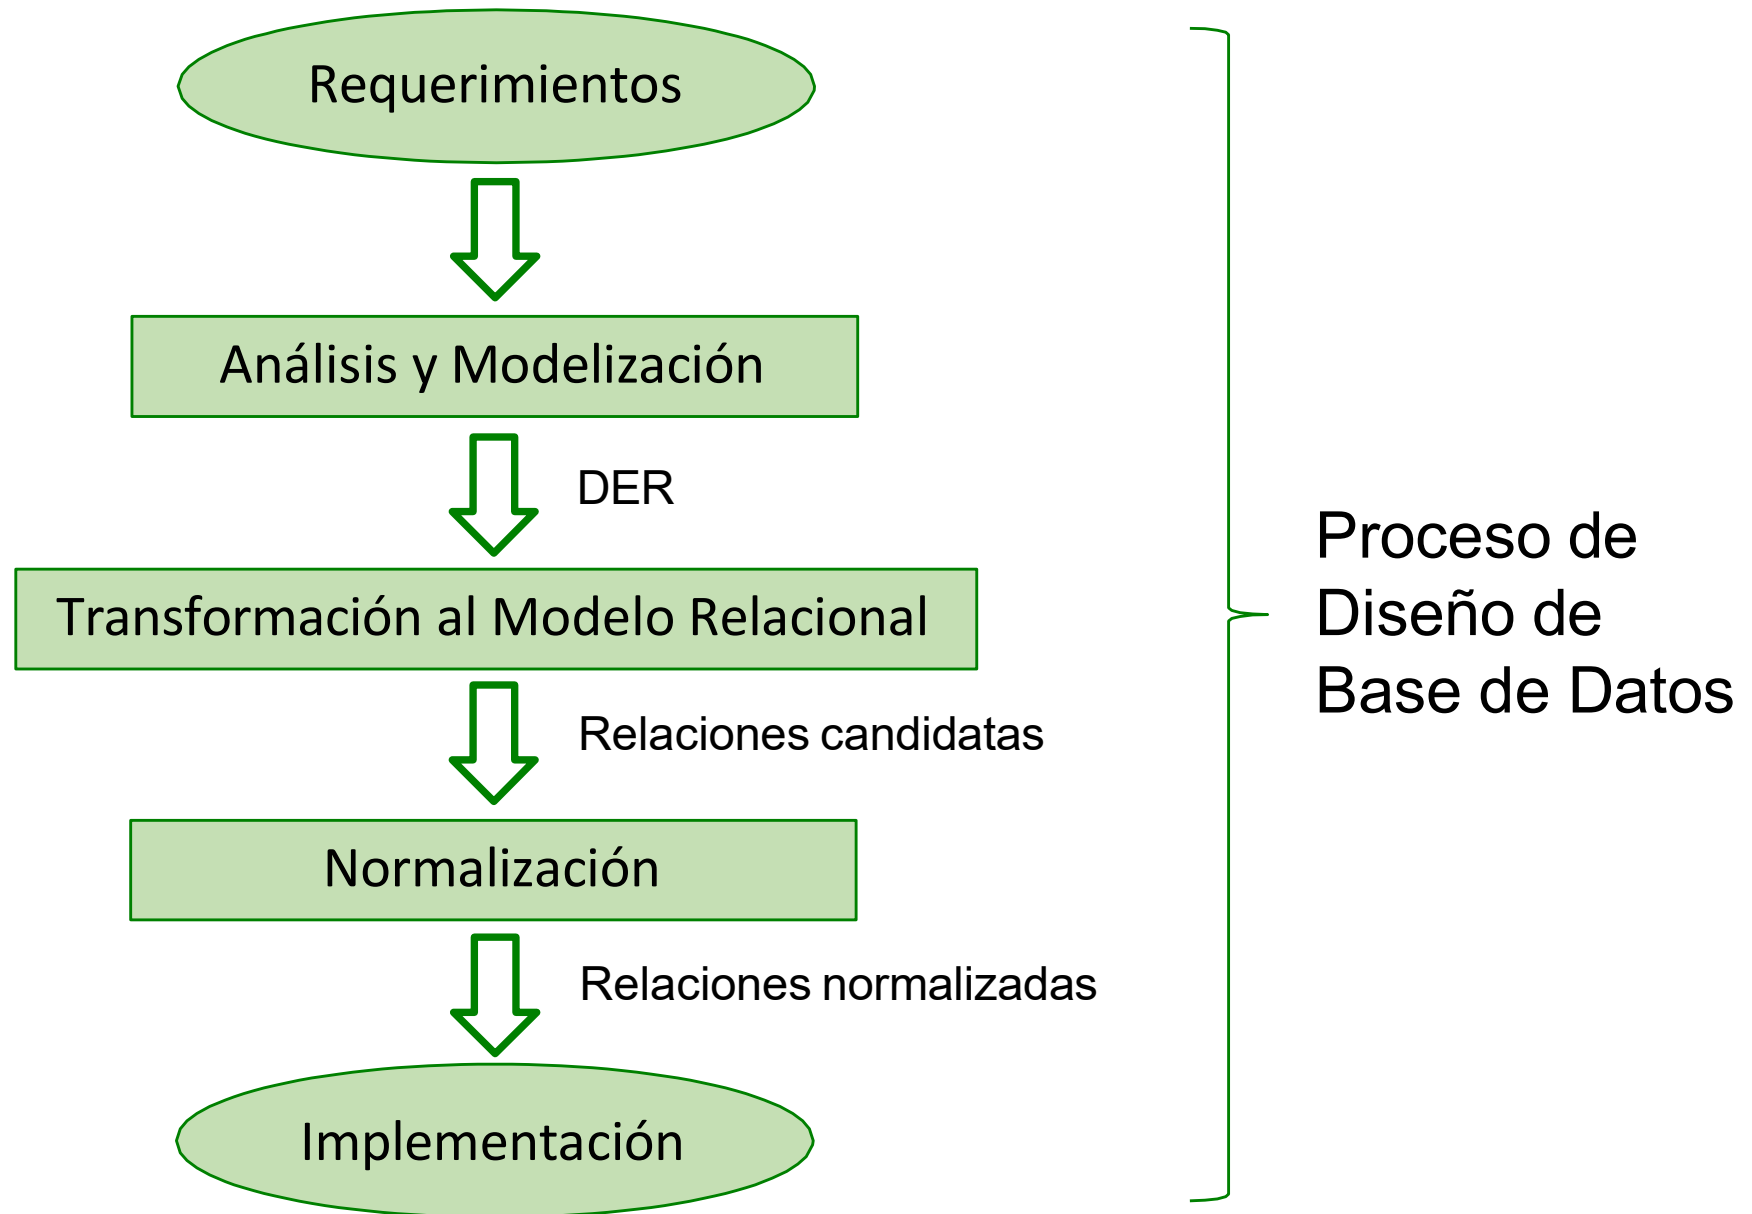 Requerimientos
Análisis y Modelización
DER
Transformación al Modelo Relacional
Relaciones candidatas
Normalización
Relaciones normalizadas
Implementación
Proceso de
Diseño de
Base de Datos